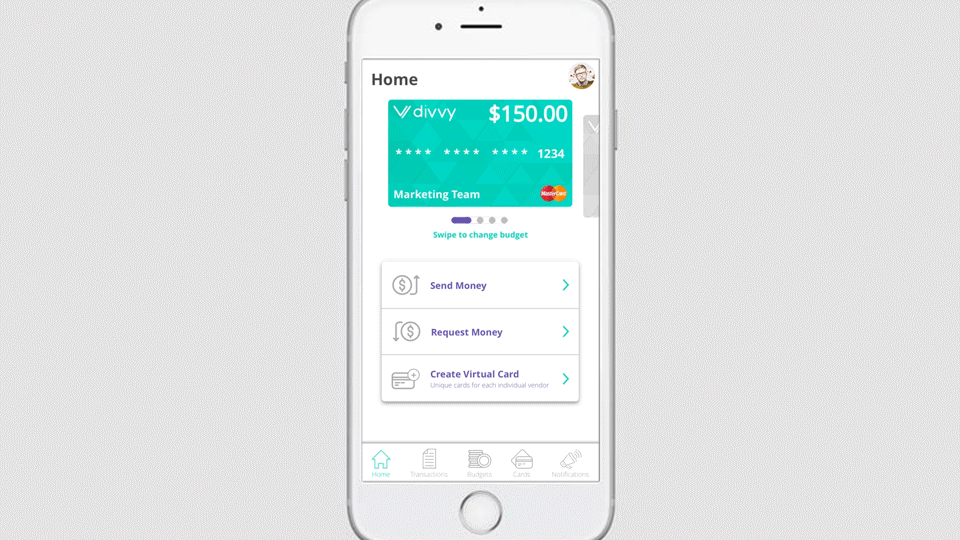 Home
divvy $150.00
**** **** **** 1234
Marketing Team MasterCard
Swipe to change budget
$ Send Money
$ Request Money
Create Virtual Card
Unique cards for each individual vendor
Home Transactions Budgets Cards Notifications